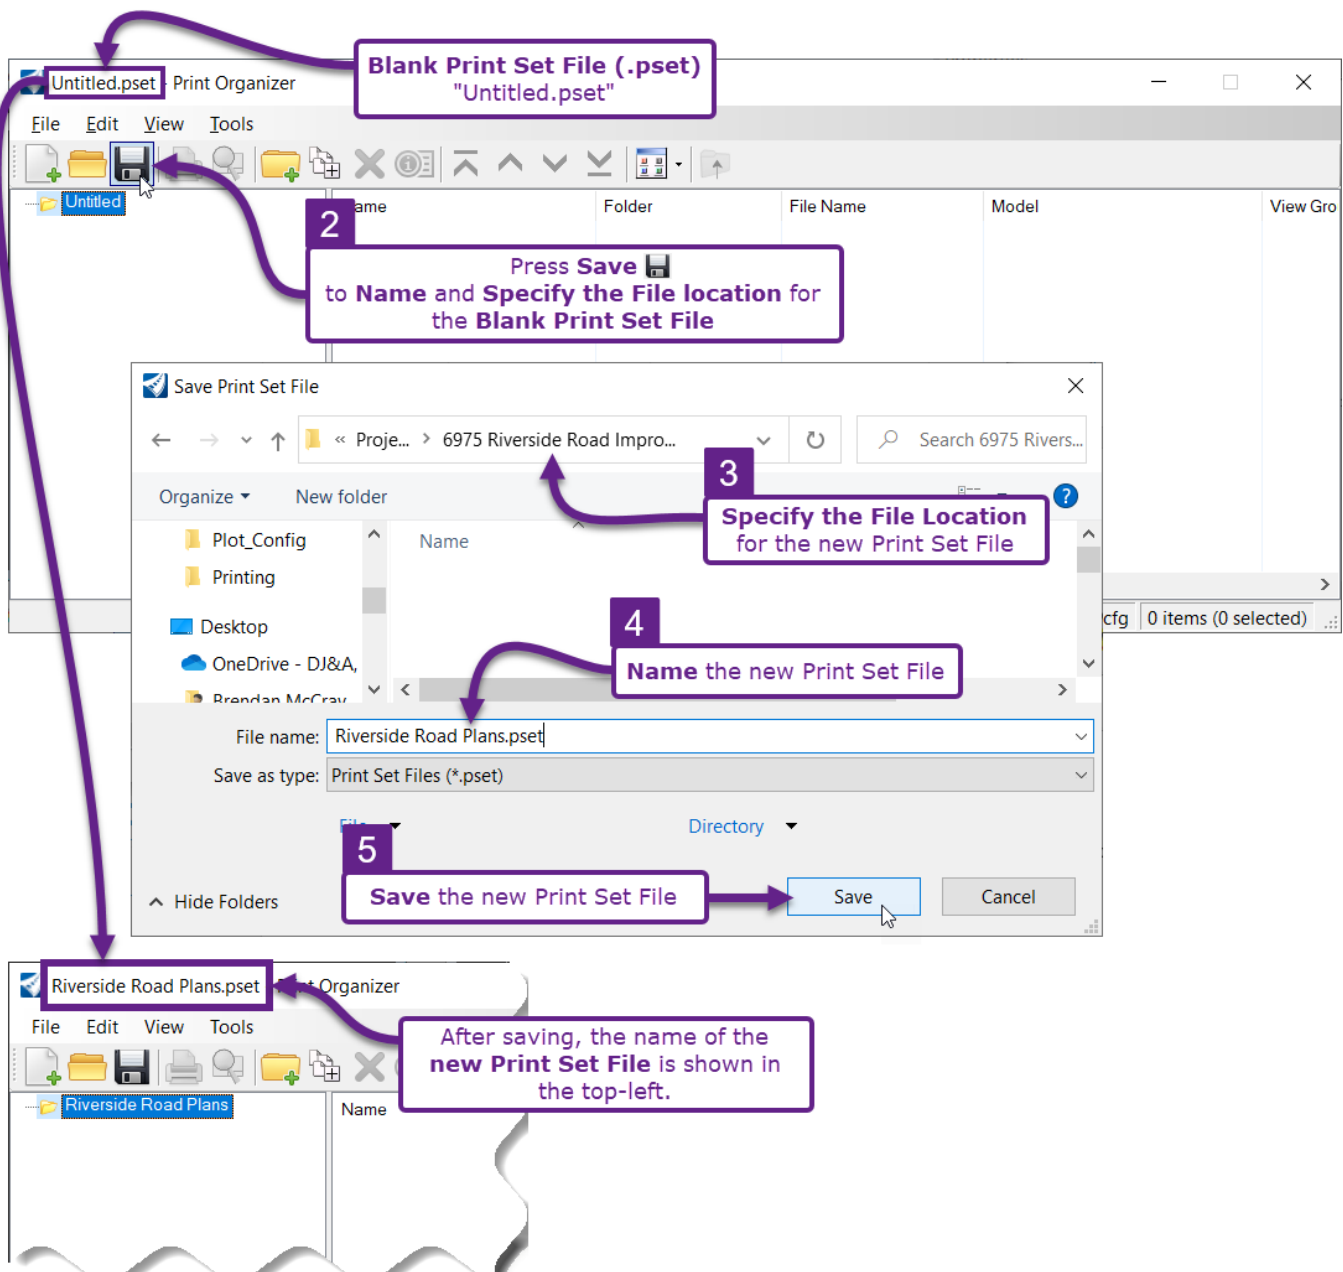 Blank Print Set File (.pset)
"Untitled.pset"
Untitled.pset - Print Organizer
File Edit View Tools
Untitled
ame Folder File Name Model View Gro
2
Press Save
to Name and Specify the File location for
the Blank Print Set File
Save Print Set File
« Proje... > 6975 Riverside Road Impro...
Search 6975 Rivers...
3
Organize New folder
?
Specify the File Location
for the new Print Set File
Plot_Config
Name
Printing
Desktop
cfg 0 items (0 selected)
4
OneDrive - DJ&A,
Name the new Print Set File
Brendan McCray
File name: Riverside Road Plans.pset
Save as type: Print Set Files (*.pset)
File Directory
5
Save the new Print Set File
Save Cancel
Hide Folders
Riverside Road Plans.pset Organizer
File Edit View Tools
After saving, the name of the
new Print Set File is shown in
the top-left.
Riverside Road Plans
Name